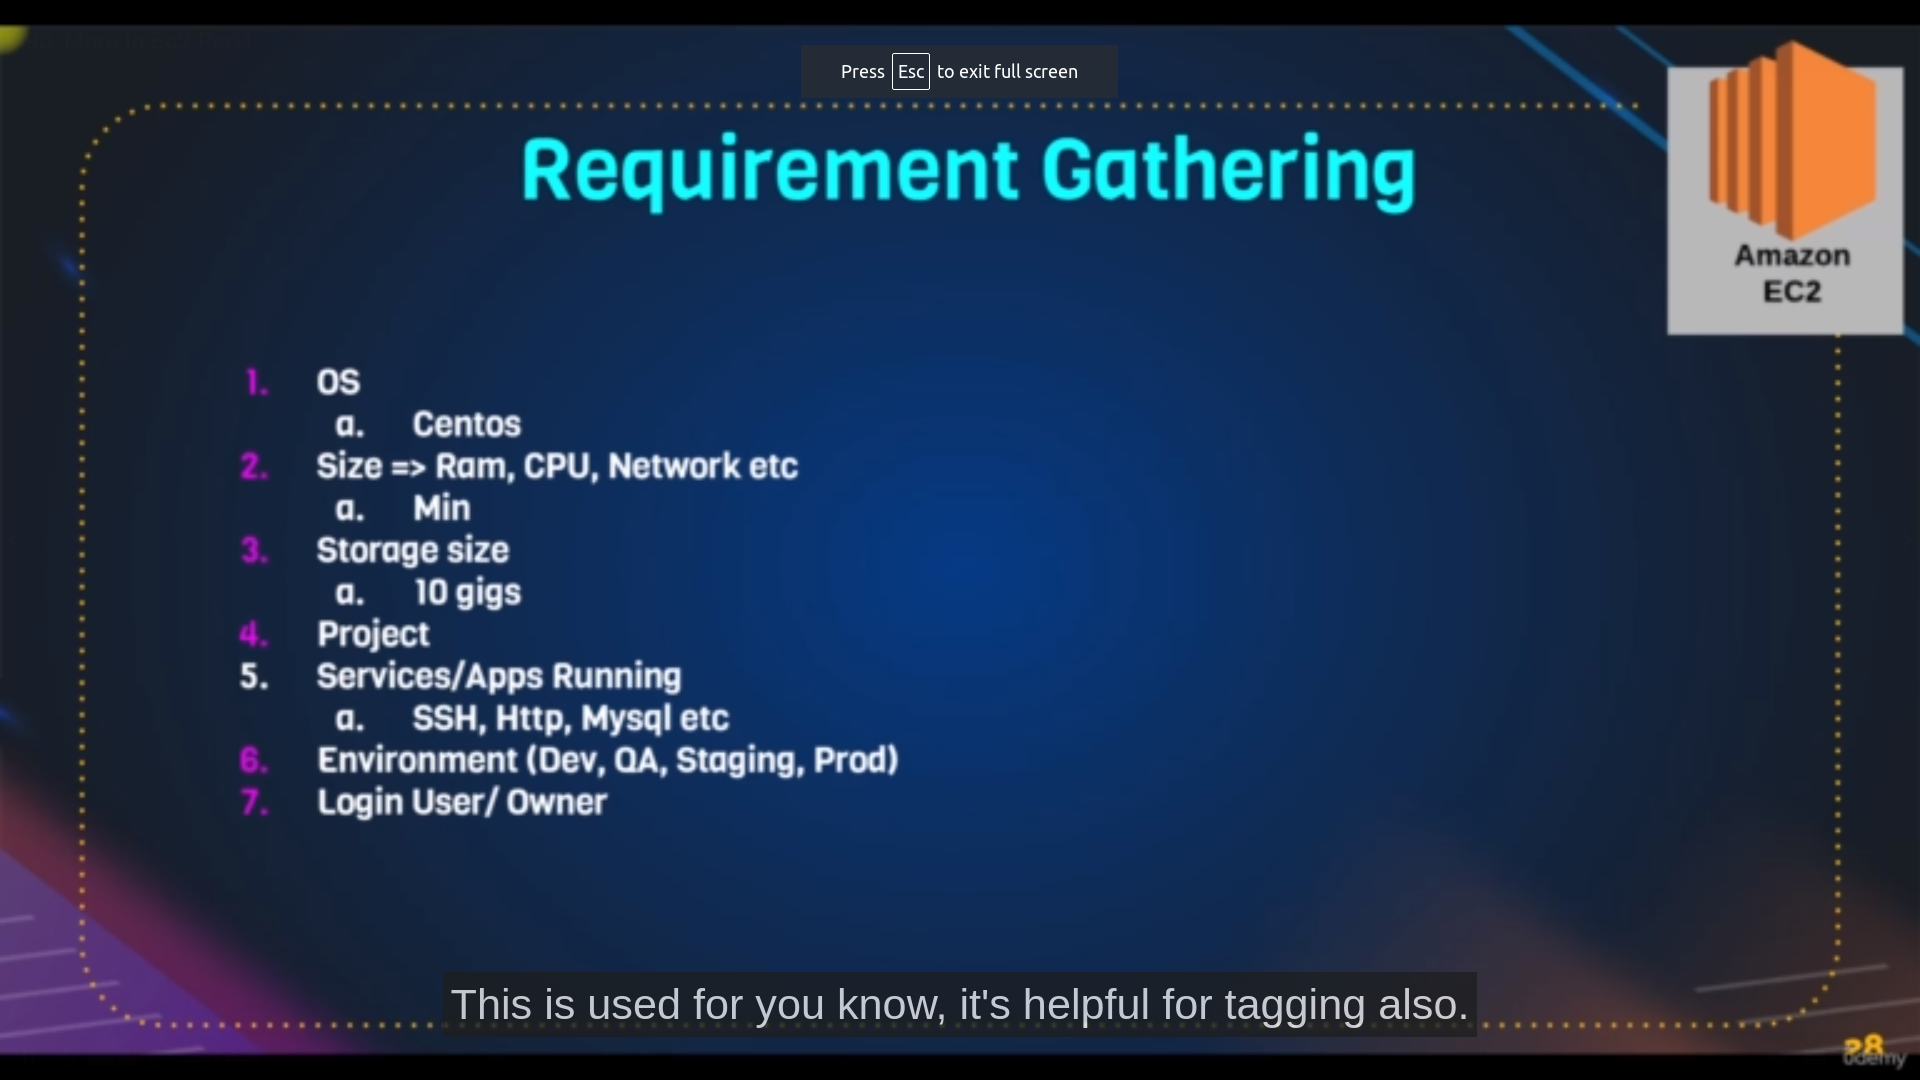 Press Esc to exit full screen
Requirement Gathering
Amazon
EC2
1. OS
a. Centos
2. Size => Ram, CPU, Network etc
a. Min
3. Storage size
a. 10 gigs
4. Project
5. Services/Apps Running
a. SSH, Http, Mysql etc
6. Environment (Dev, QA, Staging, Prod)
7. Login User/ Owner
This is used for you know, it's helpful for tagging also.
28
ûdemy